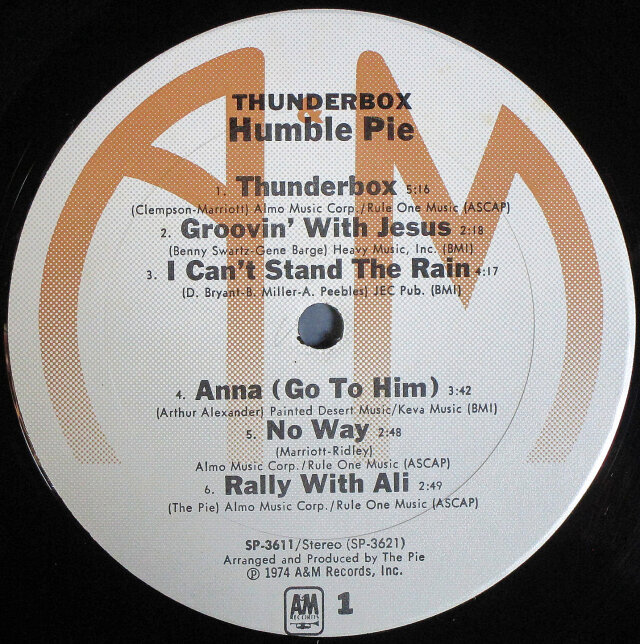 THUNDERBOX
&
Humble Pie
1. Thunderbox 5:16
(Clempson-Marriott) Almo Music Corp./Rule One Music (ASCAP)
2. Groovin' With Jesus 2:18
(Benny Swartz-Gene Barge) Heavy Music, Inc. (BMI)
3. I Can't Stand The Rain 4:17
(D. Bryant-B. Miller-A. Peebles) JEC Pub. (BMI)
4. Anna (Go To Him) 3:42
(Arthur Alexander) Painted Desert Music/Keva Music (BMI)
5. No Way 2:48
(Marriott-Ridley)
Almo Music Corp./Rule One Music (ASCAP)
6. Rally With Ali 2:49
(The Pie) Almo Music Corp./Rule One Music (ASCAP)
SP-3611/Stereo (SP-3621)
Arranged and Produced by The Pie
℗ 1974 A&M Records, Inc.
A&M RECORDS 1
A&M